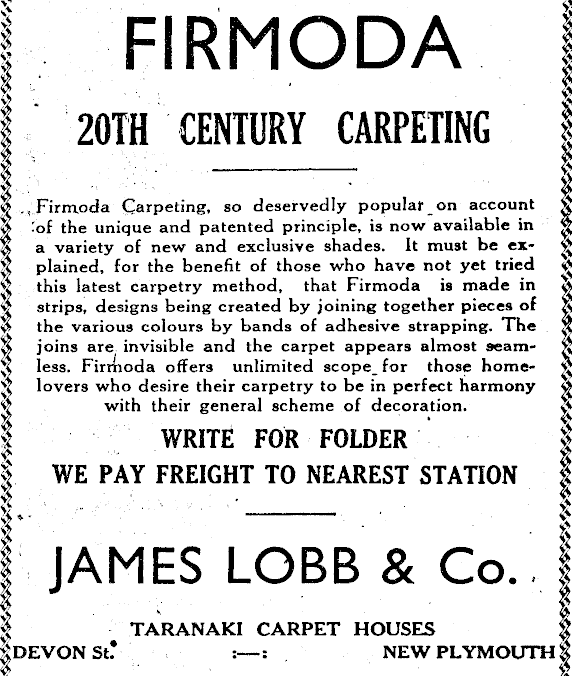 FIRMODA
20TH CENTURY CARPETING
Firmoda Carpeting, so deservedly popular on account
of the unique and patented principle, is now available in
a variety of new and exclusive shades. It must be ex-
plained, for the benefit of those who have not yet tried
this latest carpetry method, that Firmoda is made in
strips, designs being created by joining together pieces of
the various colours by bands of adhesive strapping. The
joins are invisible and the carpet appears almost seam-
less. Firmoda offers unlimited scope for those home-
lovers who desire their carpetry to be in perfect harmony
with their general scheme of decoration.
WRITE FOR FOLDER
WE PAY FREIGHT TO NEAREST STATION
JAMES LOBB & Co.
TARANAKI CARPET HOUSES
DEVON St. :—: NEW PLYMOUTH